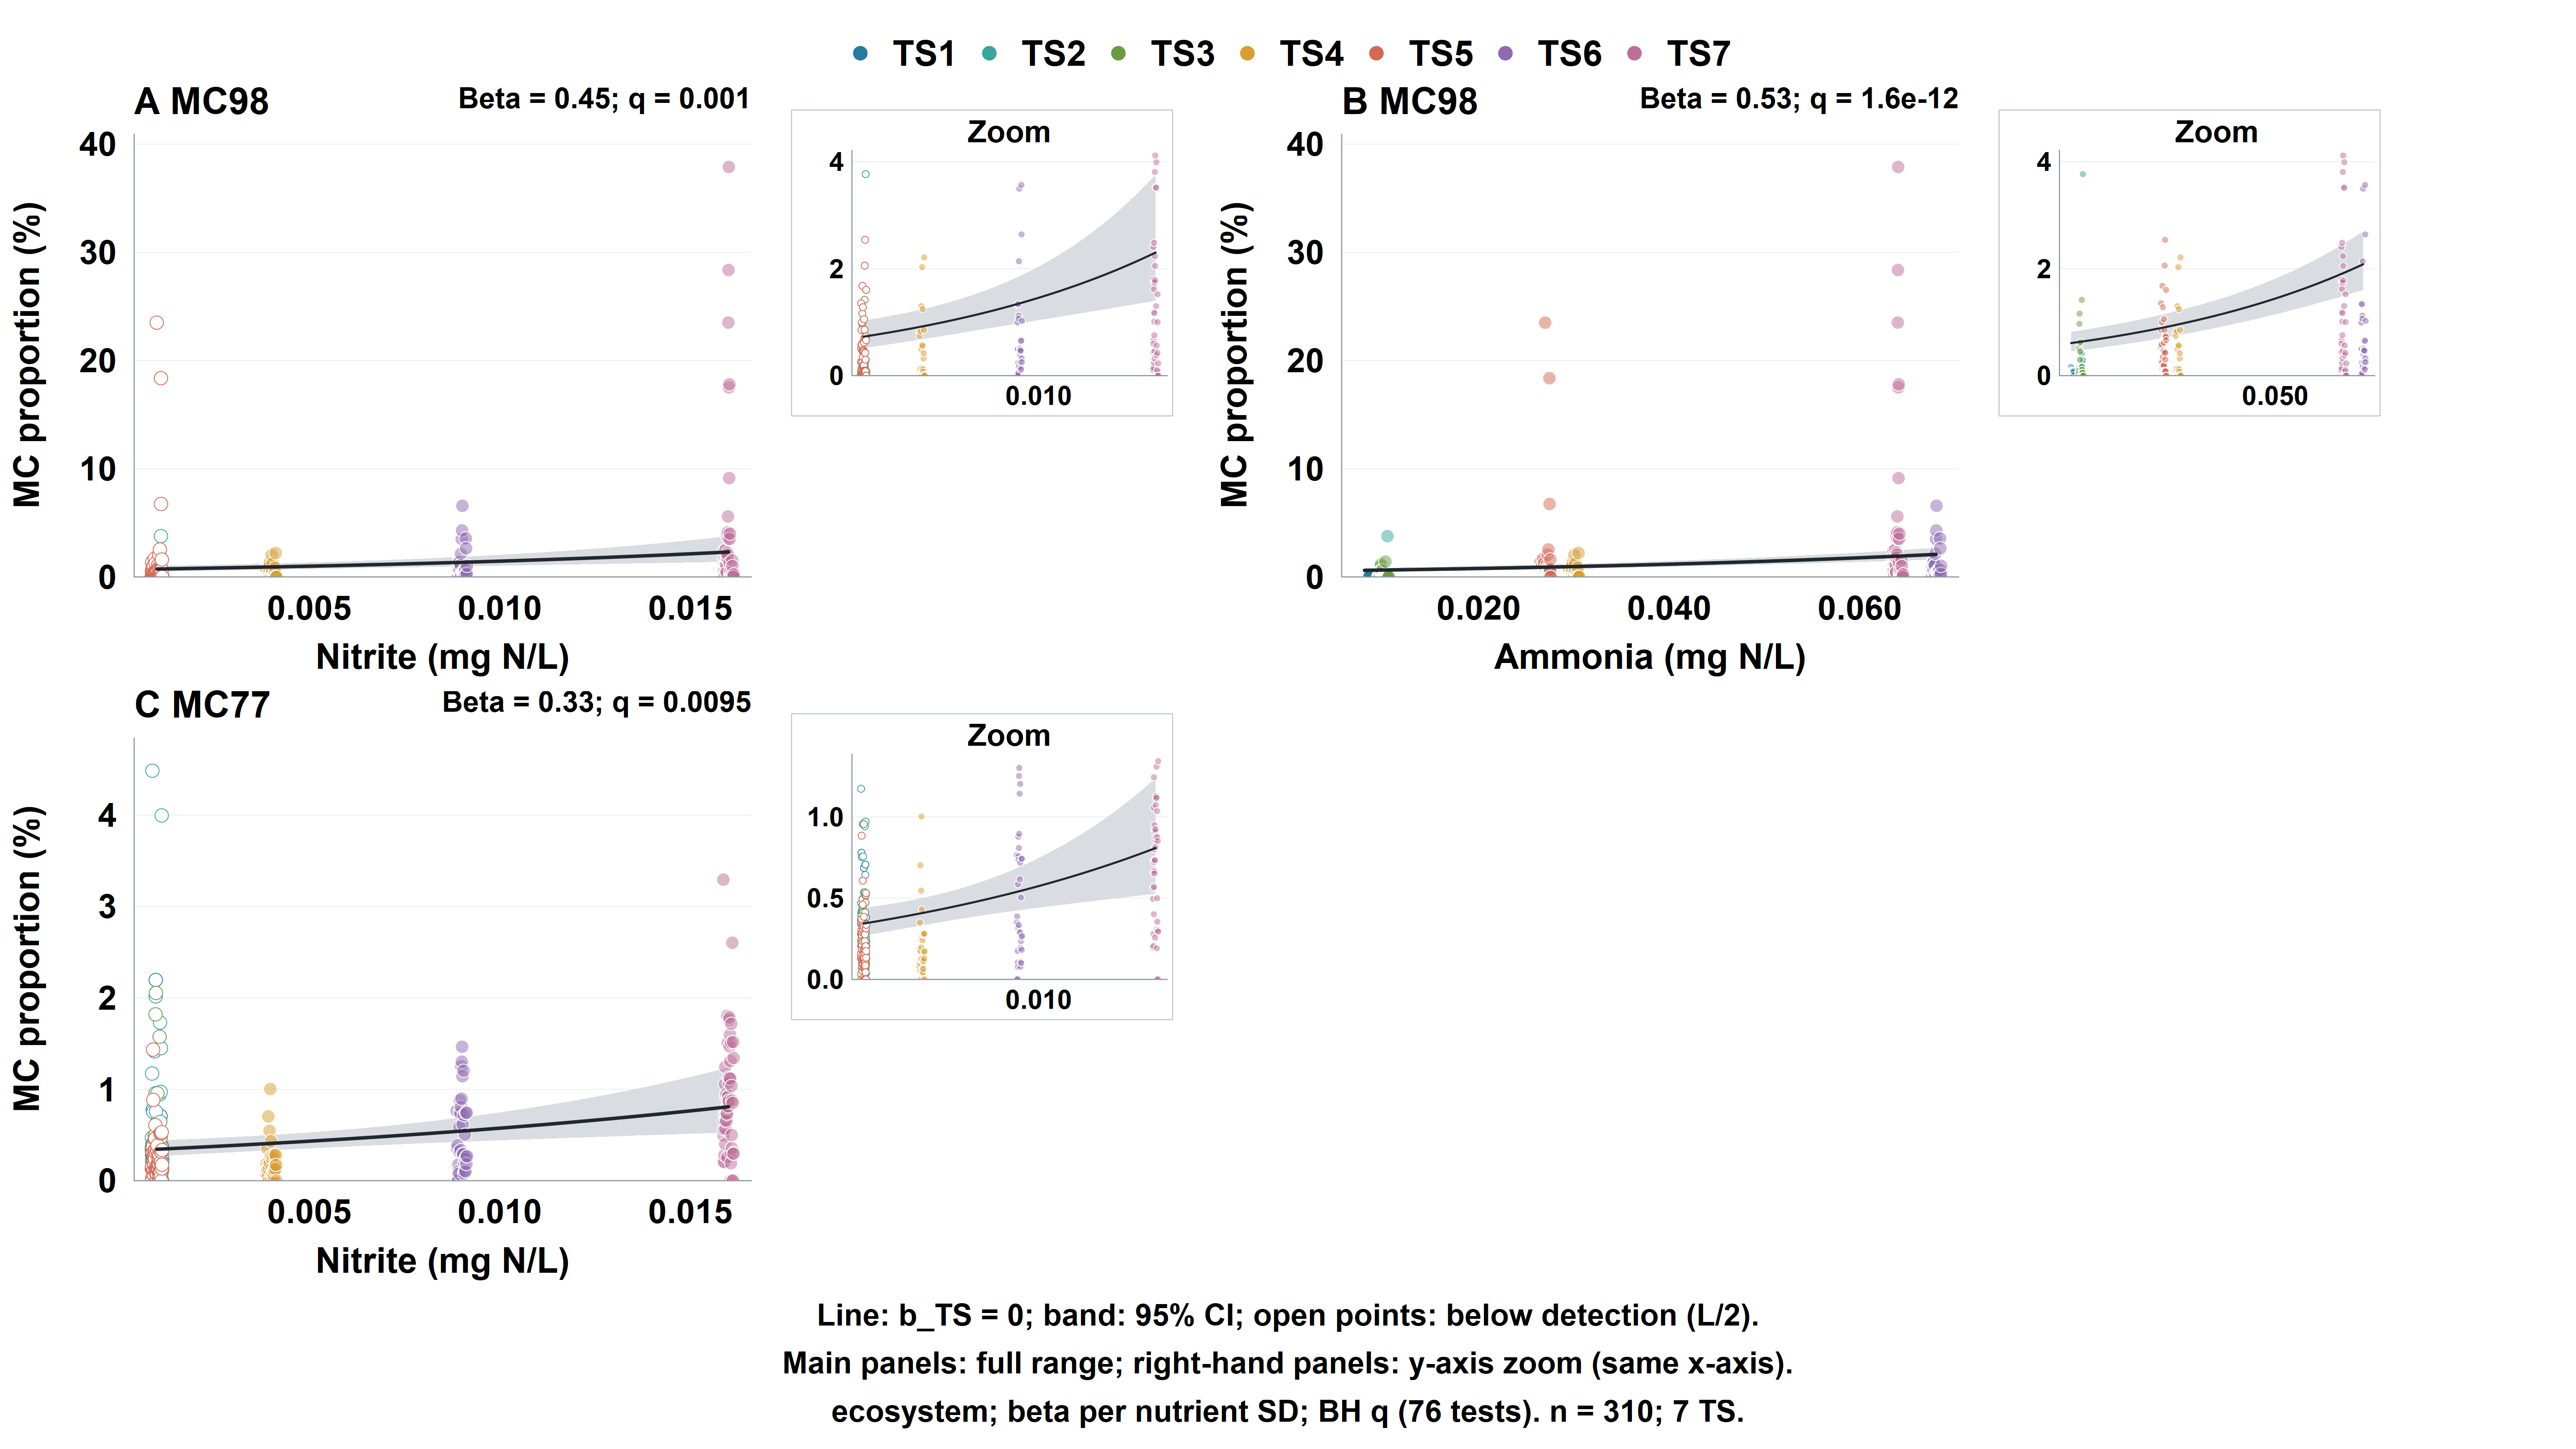 TS1 TS2 TS3 TS4 TS5 TS6 TS7
A MC98
Beta = 0.45; q = 0.001
MC proportion (%)
40
30
20
10
0
0.005 0.010 0.015
Nitrite (mg N/L)
Zoom
4
2
0
0.010
B MC98
Beta = 0.53; q = 1.6e-12
MC proportion (%)
40
30
20
10
0
0.020 0.040 0.060
Ammonia (mg N/L)
Zoom
4
2
0
0.050
C MC77
Beta = 0.33; q = 0.0095
MC proportion (%)
4
3
2
1
0
0.005 0.010 0.015
Nitrite (mg N/L)
Zoom
1.0
0.5
0.0
0.010
Line: b_TS = 0; band: 95% CI; open points: below detection (L/2).
Main panels: full range; right-hand panels: y-axis zoom (same x-axis).
ecosystem; beta per nutrient SD; BH q (76 tests). n = 310; 7 TS.